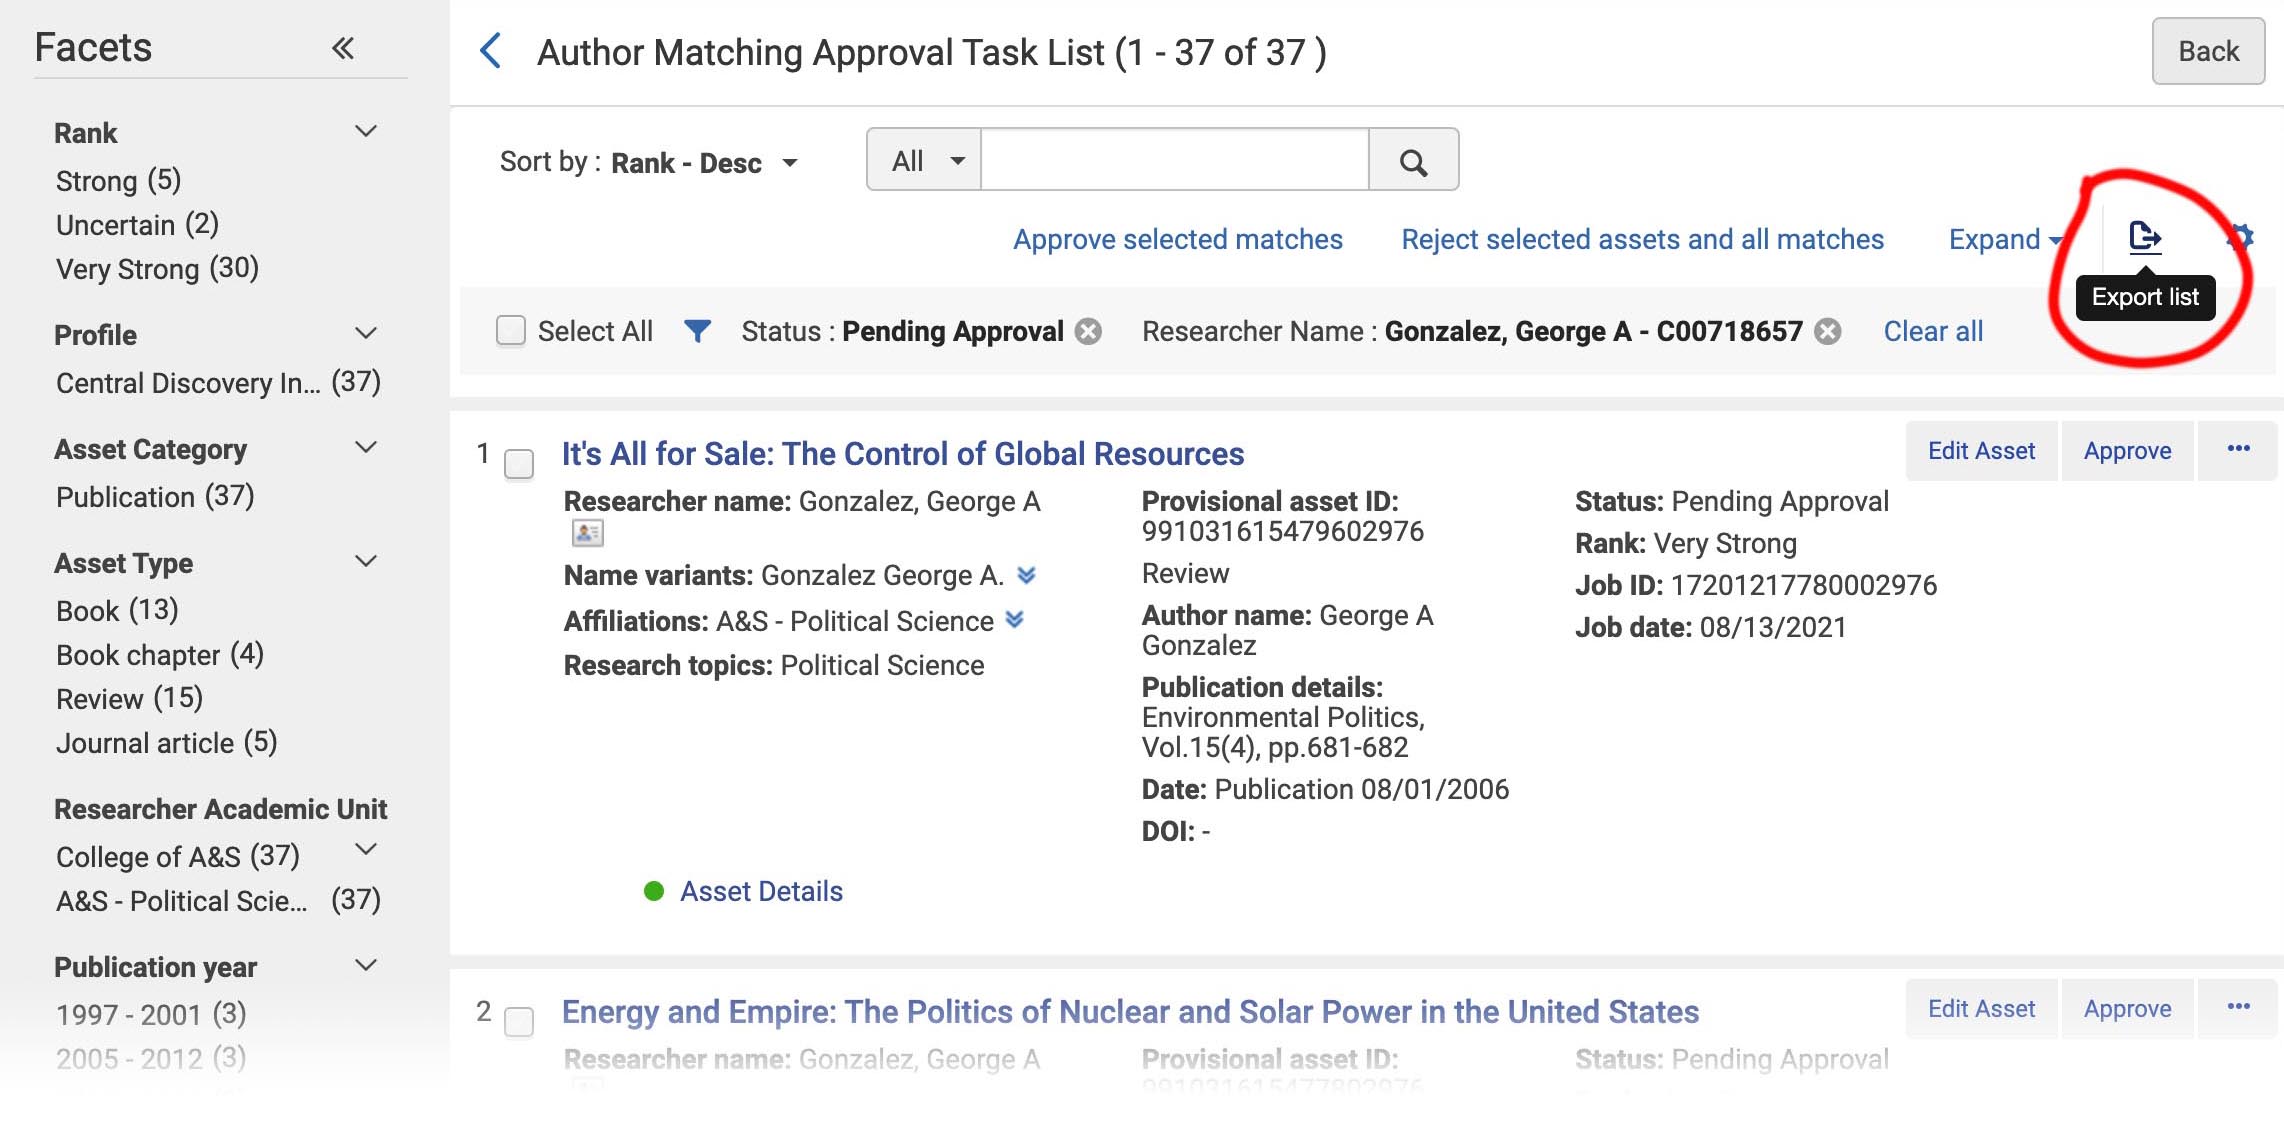 Facets
Rank
Strong (5)
Uncertain (2)
Very Strong (30)
Profile
Central Discovery In... (37)
Asset Category
Publication (37)
Asset Type
Book (13)
Book chapter (4)
Review (15)
Journal article (5)
Researcher Academic Unit
College of A&S (37)
A&S - Political Scie... (37)
Publication year
1997 - 2001 (3)
2005 - 2012 (3)
Author Matching Approval Task List (1 - 37 of 37 )
Back
Sort by : Rank - Desc
All
Approve selected matches Reject selected assets and all matches Expand
Export list
Select All Status : Pending Approval Researcher Name : Gonzalez, George A - C00718657 Clear all
1 It's All for Sale: The Control of Global Resources
Edit Asset Approve ...
Researcher name: Gonzalez, George A
Name variants: Gonzalez George A.
Affiliations: A&S - Political Science
Research topics: Political Science
Provisional asset ID:
991031615479602976
Review
Author name: George A
Gonzalez
Publication details:
Environmental Politics,
Vol.15(4), pp.681-682
Date: Publication 08/01/2006
DOI: -
Status: Pending Approval
Rank: Very Strong
Job ID: 17201217780002976
Job date: 08/13/2021
Asset Details
2 Energy and Empire: The Politics of Nuclear and Solar Power in the United States
Edit Asset Approve ...
Researcher name: Gonzalez, George A
Provisional asset ID:
991031615477802976
Status: Pending Approval